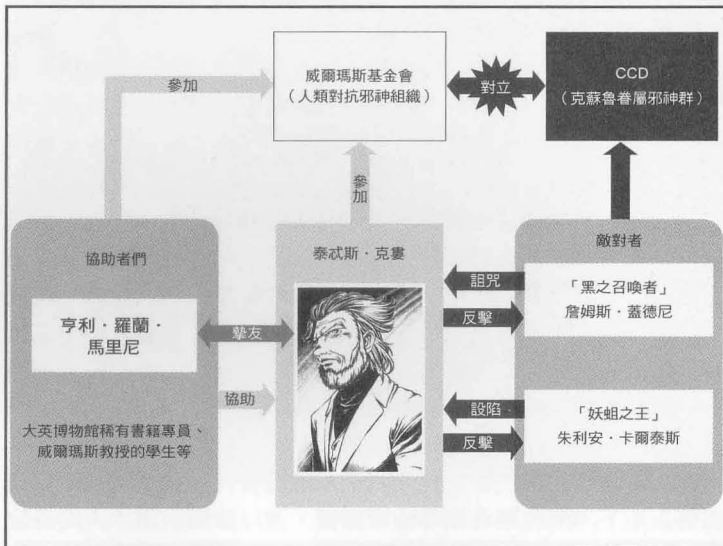 參加
威爾瑪斯基金會
（人類對抗邪神組織）
對立
CCD
（克蘇魯眷屬邪神群）
參加
協助者們
亨利・羅蘭・
馬里尼
大英博物館稀有書籍專員、
威爾瑪斯教授的學生等
摯友
協助
泰忒斯・克婁
詛咒
反擊
設陷
反擊
敵對者
「黑之召喚者」
詹姆斯・蓋德尼
「妖蛆之王」
朱利安・卡爾泰斯